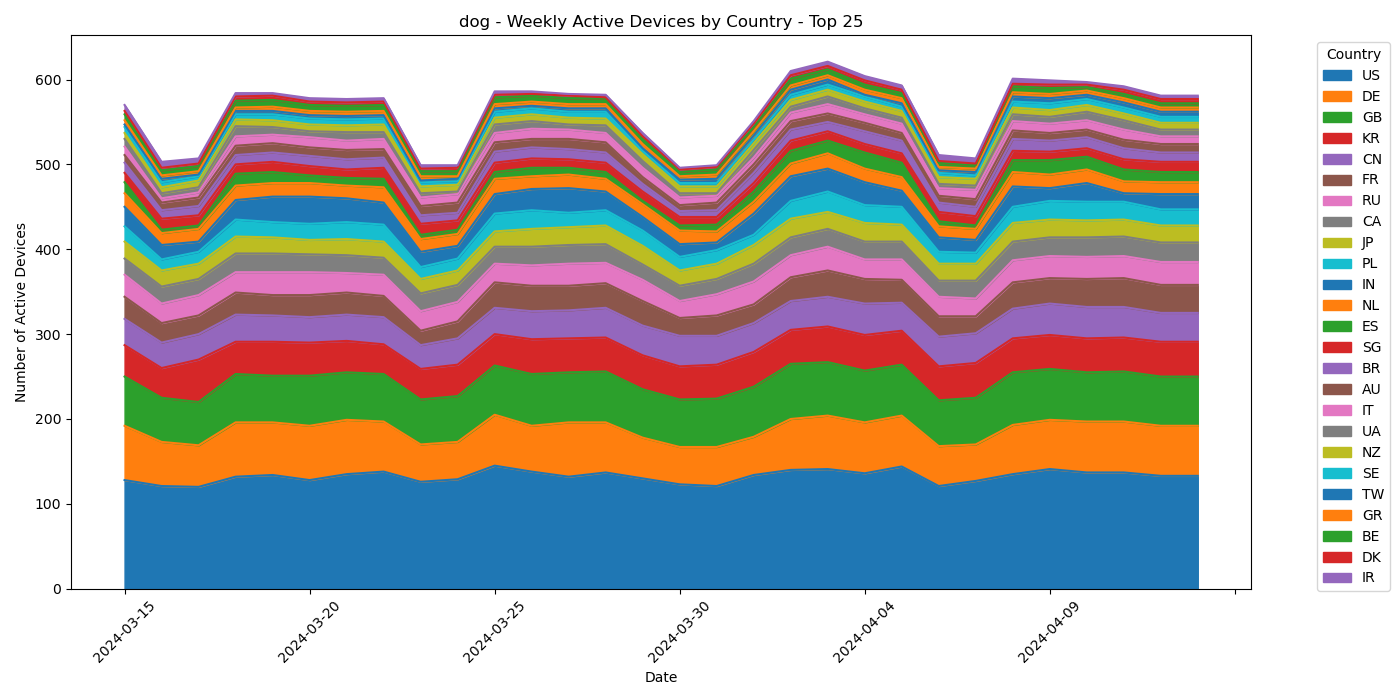 dog - Weekly Active Devices by Country - Top 25
Number of Active Devices
600
500
400
300
200
100
0
2024-03-15
2024-03-20
2024-03-25
2024-03-30
2024-04-04
2024-04-09
Date
Country
US
DE
GB
KR
CN
FR
RU
CA
JP
PL
IN
NL
ES
SG
BR
AU
IT
UA
NZ
SE
TW
GR
BE
DK
IR